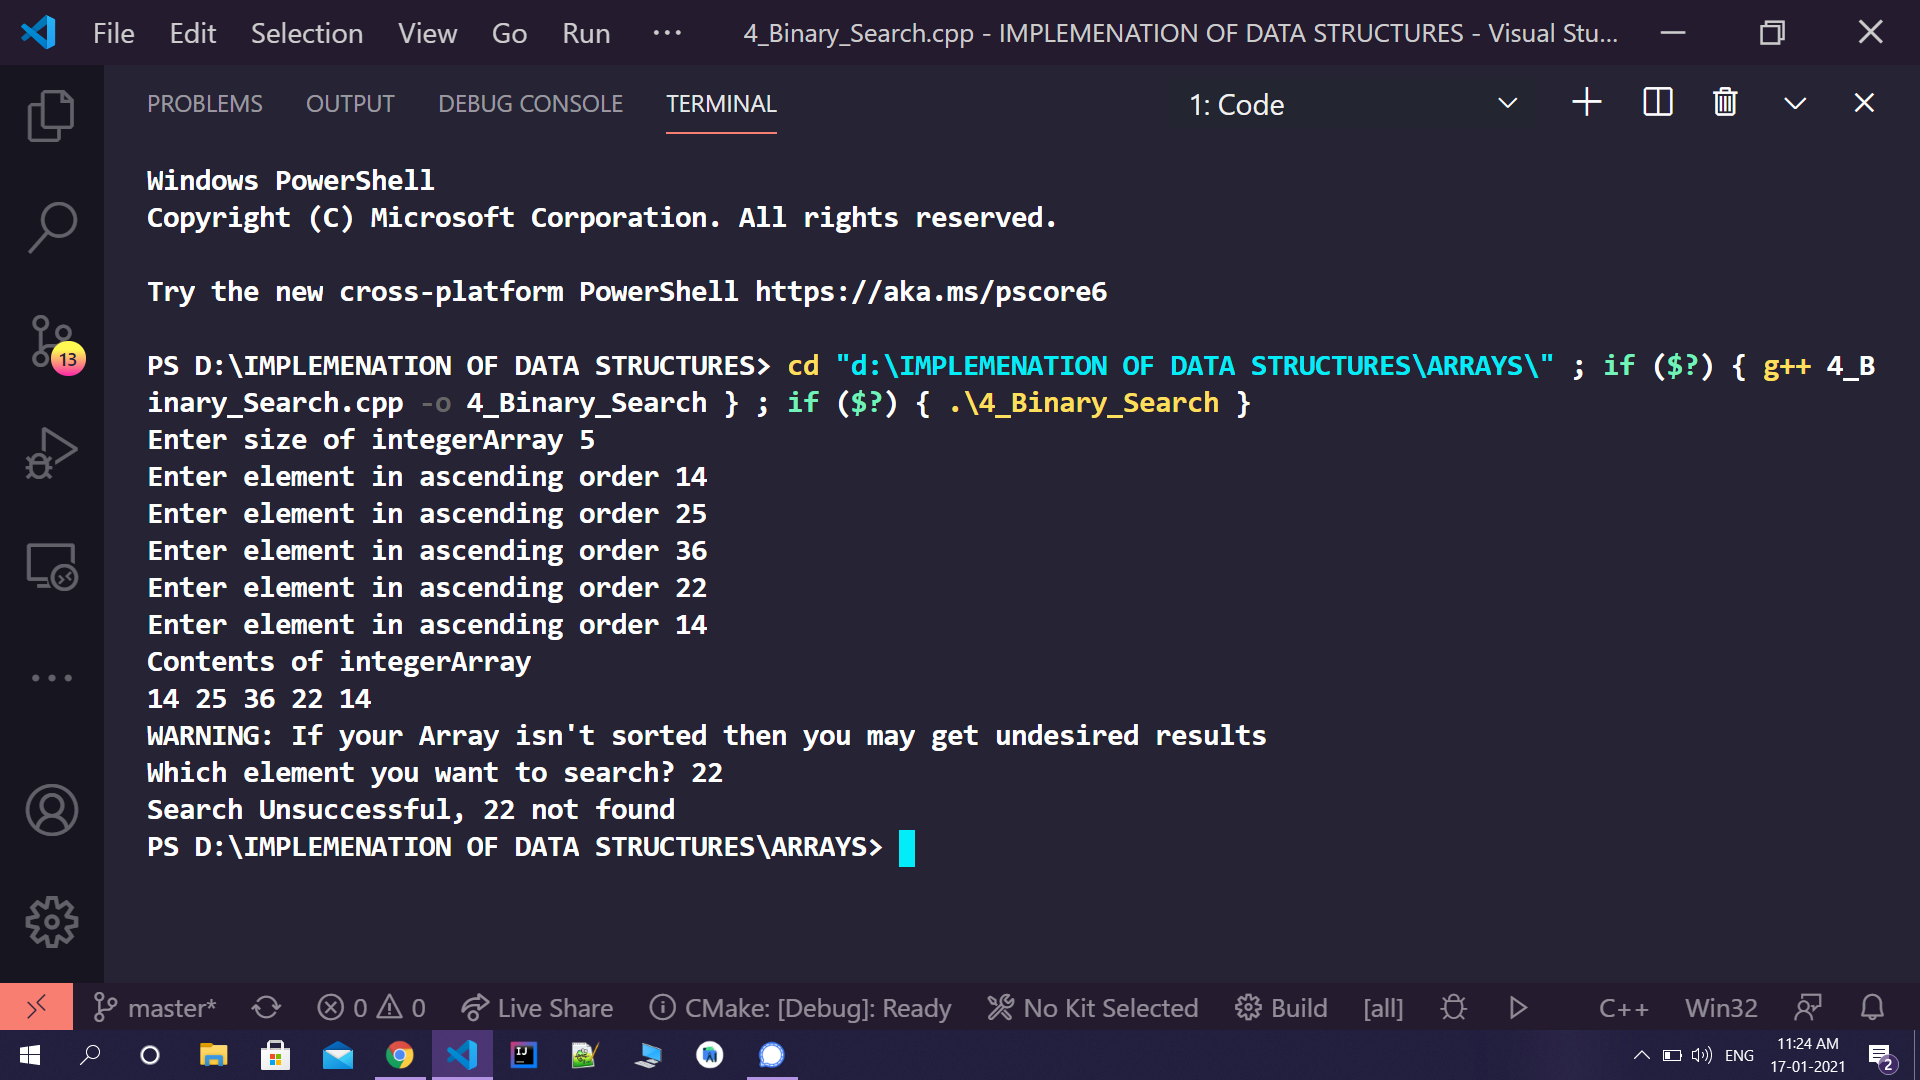 File Edit Selection View Go Run ··· 4_Binary_Search.cpp - IMPLEMENATION OF DATA STRUCTURES - Visual Stu...
PROBLEMS OUTPUT DEBUG CONSOLE TERMINAL 1: Code
Windows PowerShell
Copyright (C) Microsoft Corporation. All rights reserved.
Try the new cross-platform PowerShell https://aka.ms/pscore6
13
PS D:\IMPLEMENATION OF DATA STRUCTURES> cd "d:\IMPLEMENATION OF DATA STRUCTURES\ARRAYS\" ; if ($?) { g++ 4_B
inary_Search.cpp -o 4_Binary_Search } ; if ($?) { .\4_Binary_Search }
Enter size of integerArray 5
Enter element in ascending order 14
Enter element in ascending order 25
Enter element in ascending order 36
Enter element in ascending order 22
Enter element in ascending order 14
Contents of integerArray
14 25 36 22 14
WARNING: If your Array isn't sorted then you may get undesired results
Which element you want to search? 22
Search Unsuccessful, 22 not found
PS D:\IMPLEMENATION OF DATA STRUCTURES\ARRAYS>
master* 0 0 Live Share CMake: [Debug]: Ready No Kit Selected Build [all] C++ Win32
IJ ENG 11:24 AM
17-01-2021 2